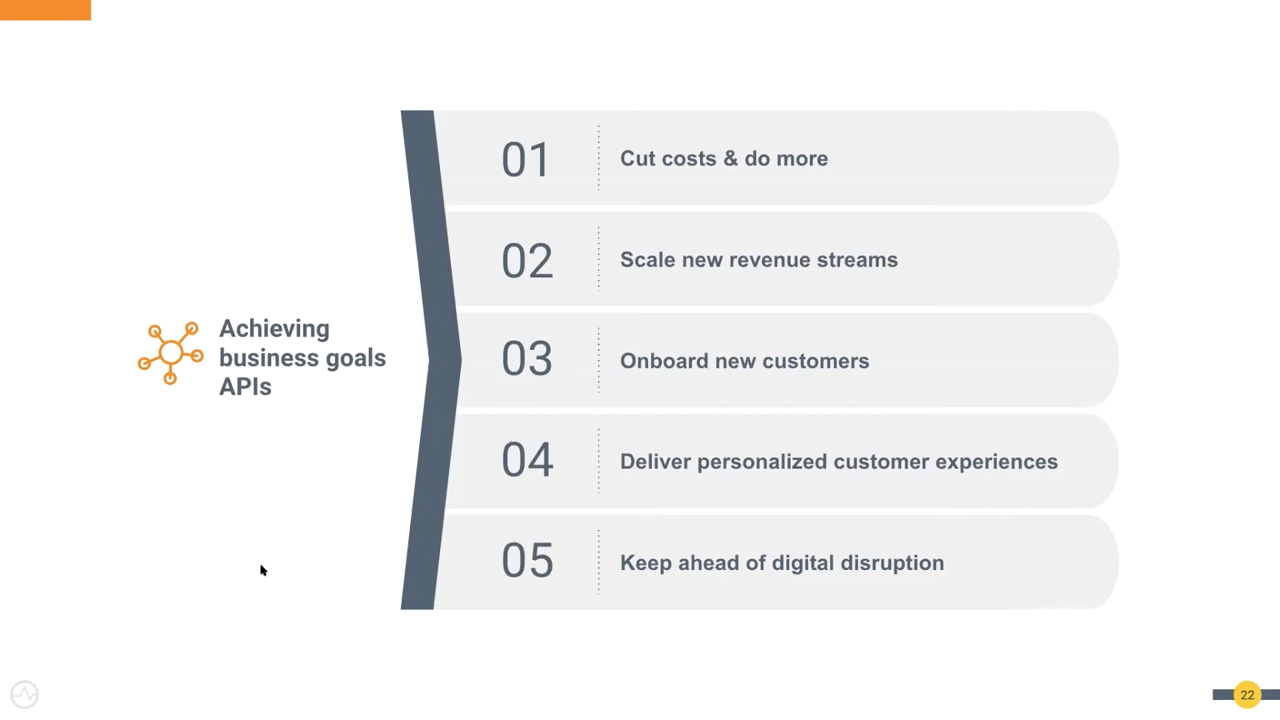 Achieving
business goals
APIs
01
Cut costs & do more
02
Scale new revenue streams
03
Onboard new customers
04
Deliver personalized customer experiences
05
Keep ahead of digital disruption
22